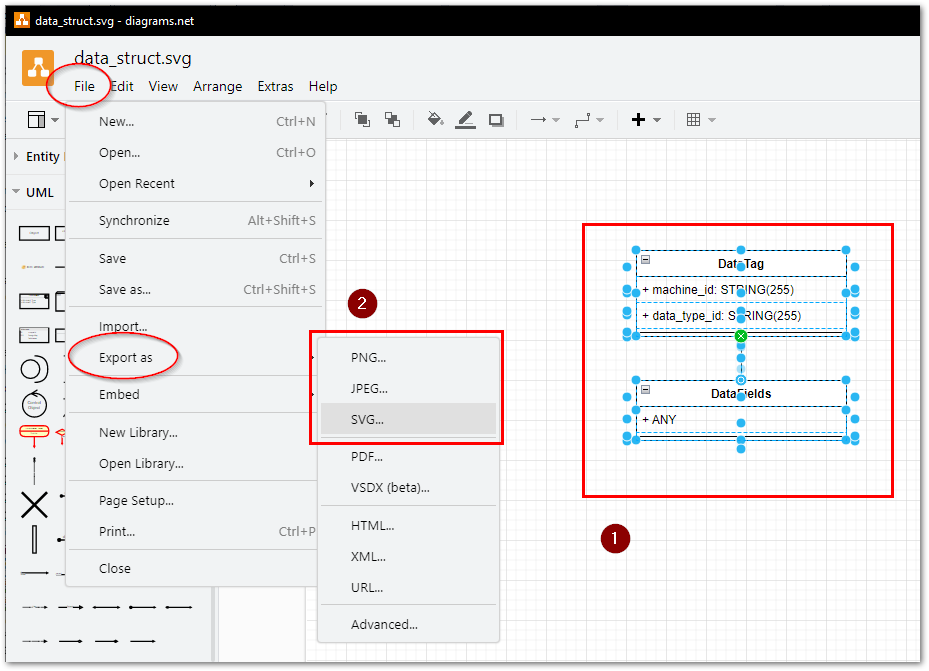 data_struct.svg - diagrams.net
data_struct.svg
File Edit View Arrange Extras Help
New... Ctrl+N
Open... Ctrl+O
Open Recent
Synchronize Alt+Shift+S
Save Ctrl+S
Save as... Ctrl+Shift+S
Import...
Export as
Embed
New Library...
Open Library...
Page Setup...
Print... Ctrl+P
Close
Entity
UML
2
PNG...
JPEG...
SVG...
PDF...
VSDX (beta)...
HTML...
XML...
URL...
Advanced...
DataTag
+ machine_id: STRING(255)
+ data_type_id: STRING(255)
DataFields
+ ANY
1